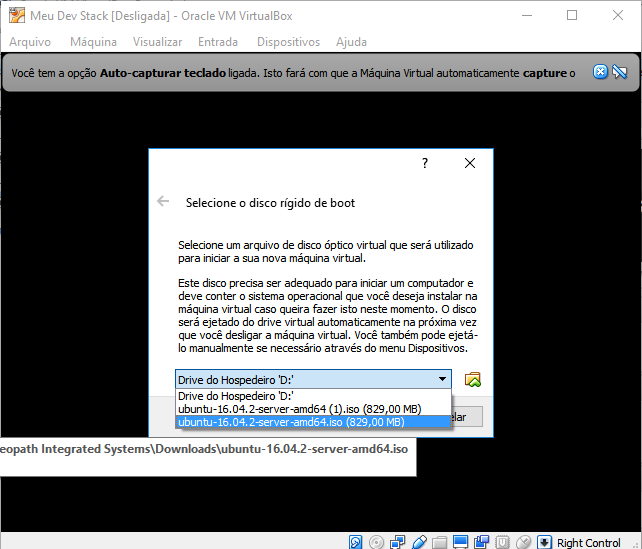 Meu Dev Stack [Desligada] - Oracle VM VirtualBox
Arquivo Máquina Visualizar Entrada Dispositivos Ajuda
Você tem a opção Auto-capturar teclado ligada. Isto fará com que a Máquina Virtual automaticamente capture o
?
Selecione o disco rígido de boot
Selecione um arquivo de disco óptico virtual que será utilizado
para iniciar a sua nova máquina virtual.
Este disco precisa ser adequado para iniciar um computador e
deve conter o sistema operacional que você deseja instalar na
máquina virtual caso queira fazer isto neste momento. O disco
será ejetado do drive virtual automaticamente na próxima vez
que você desligar a máquina virtual. Você também pode ejetá-
lo manualmente se necessário através do menu Dispositivos.
Drive do Hospedeiro 'D:'
Drive do Hospedeiro 'D:'
ubuntu-16.04.2-server-amd64 (1).iso (829,00 MB)
ubuntu-16.04.2-server-amd64.iso (829,00 MB)
elar
eopath Integrated Systems\Downloads\ubuntu-16.04.2-server-amd64.iso
Right Control